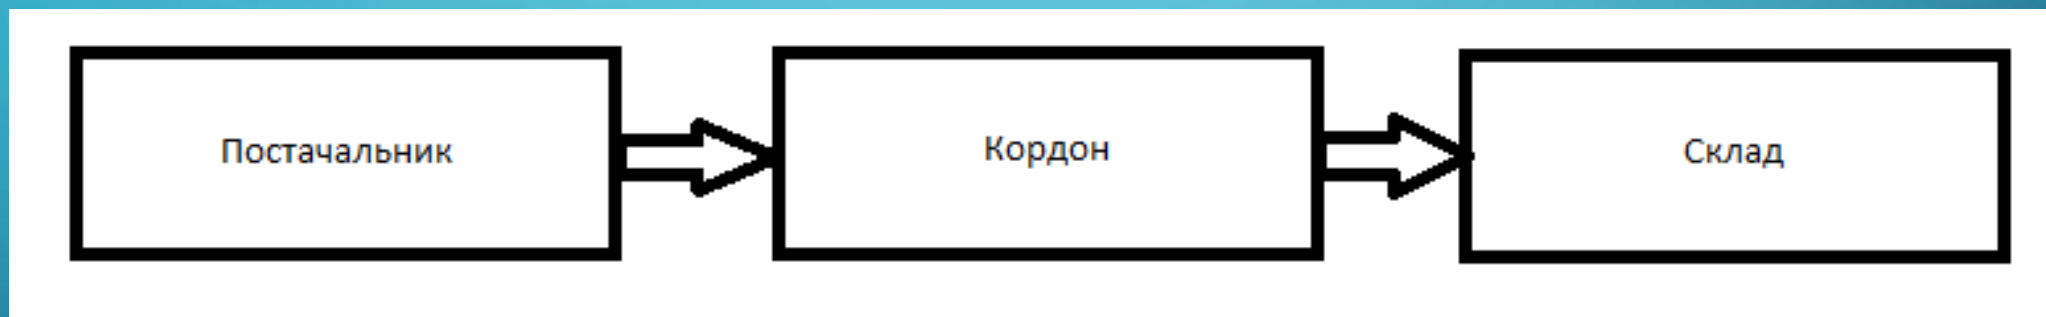 Постачальник
Кордон
Склад